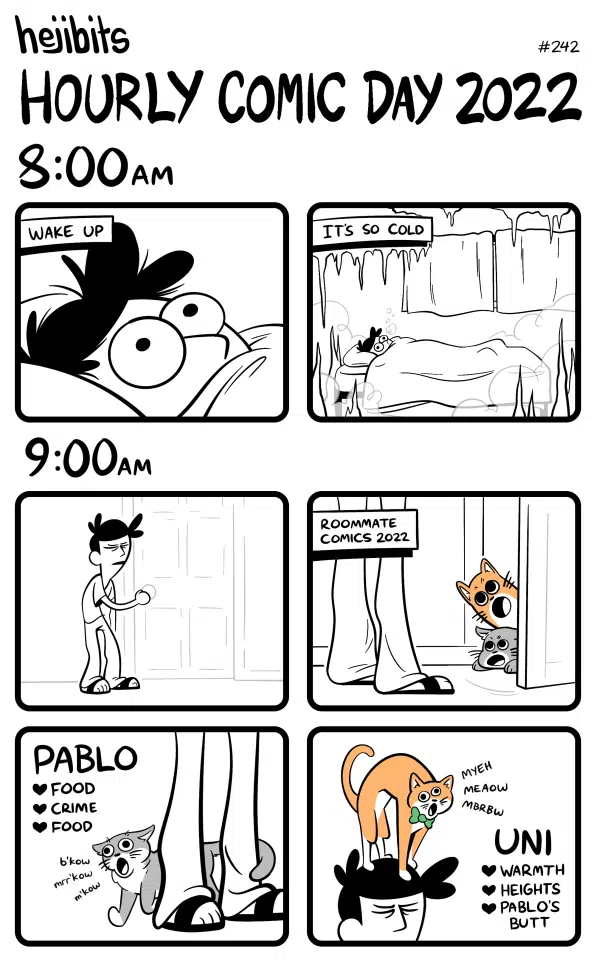 hejibits
#242
HOURLY COMIC DAY 2022
8:00AM
WAKE UP
IT'S SO COLD
9:00AM
ROOMMATE
COMICS 2022
PABLO
♥ FOOD
♥ CRIME
♥ FOOD
b'kow
mrr'kow
m'kow
MYEH
MEAOW
MBRBW
UNI
♥ WARMTH
♥ HEIGHTS
♥ PABLO'S
BUTT